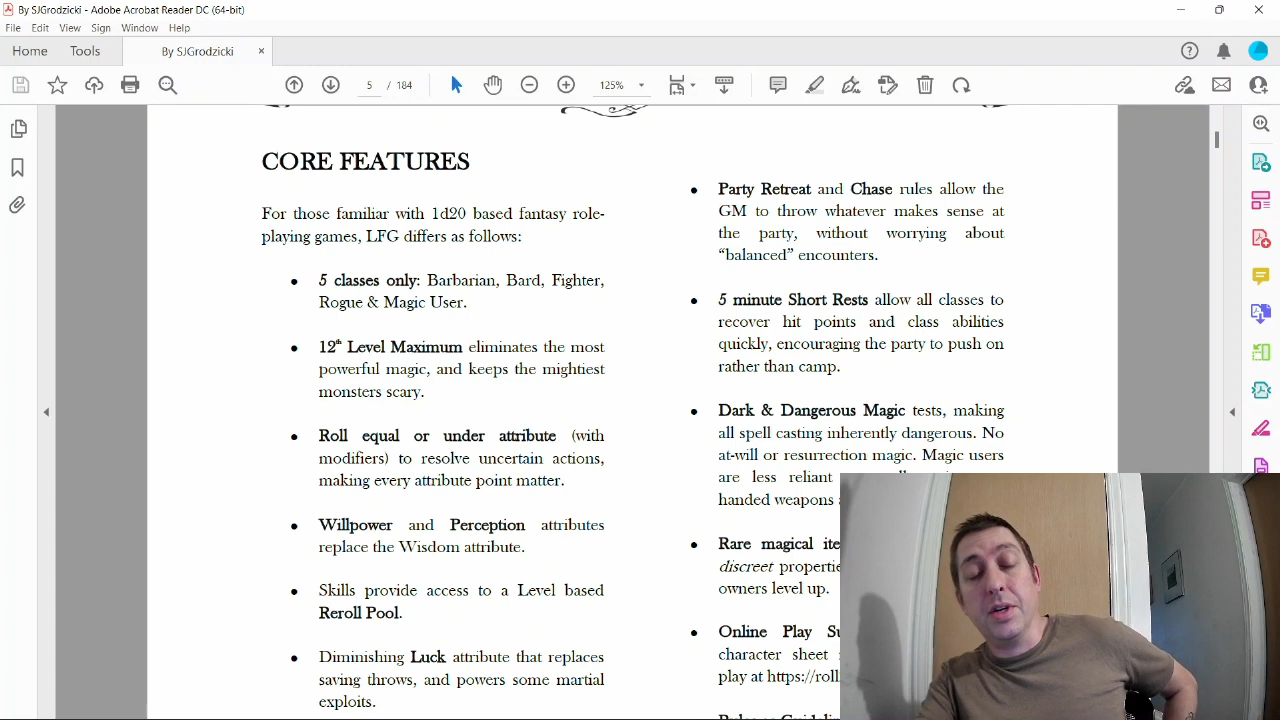 By SJGrodzicki - Adobe Acrobat Reader DC (64-bit)
File Edit View Sign Window Help
Home Tools By SJGrodzicki ×
5 / 184 125%
CORE FEATURES
For those familiar with 1d20 based fantasy role-
playing games, LFG differs as follows:
• 5 classes only: Barbarian, Bard, Fighter,
Rogue & Magic User.
• 12th Level Maximum eliminates the most
powerful magic, and keeps the mightiest
monsters scary.
• Roll equal or under attribute (with
modifiers) to resolve uncertain actions,
making every attribute point matter.
• Willpower and Perception attributes
replace the Wisdom attribute.
• Skills provide access to a Level based
Reroll Pool.
• Diminishing Luck attribute that replaces
saving throws, and powers some martial
exploits.
• Party Retreat and Chase rules allow the
GM to throw whatever makes sense at
the party, without worrying about
“balanced” encounters.
• 5 minute Short Rests allow all classes to
recover hit points and class abilities
quickly, encouraging the party to push on
rather than camp.
• Dark & Dangerous Magic tests, making
all spell casting inherently dangerous. No
at-will or resurrection magic. Magic users
are less reliant
handed weapons
• Rare magical
discreet properti
owners level up.
• Online Play
character sheet
play at https://roll